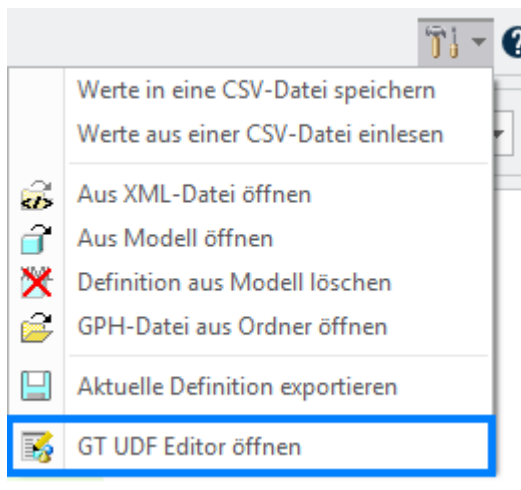 Werte in eine CSV-Datei speichern
Werte aus einer CSV-Datei einlesen
Aus XML-Datei öffnen
Aus Modell öffnen
Definition aus Modell löschen
GPH-Datei aus Ordner öffnen
Aktuelle Definition exportieren
GT UDF Editor öffnen